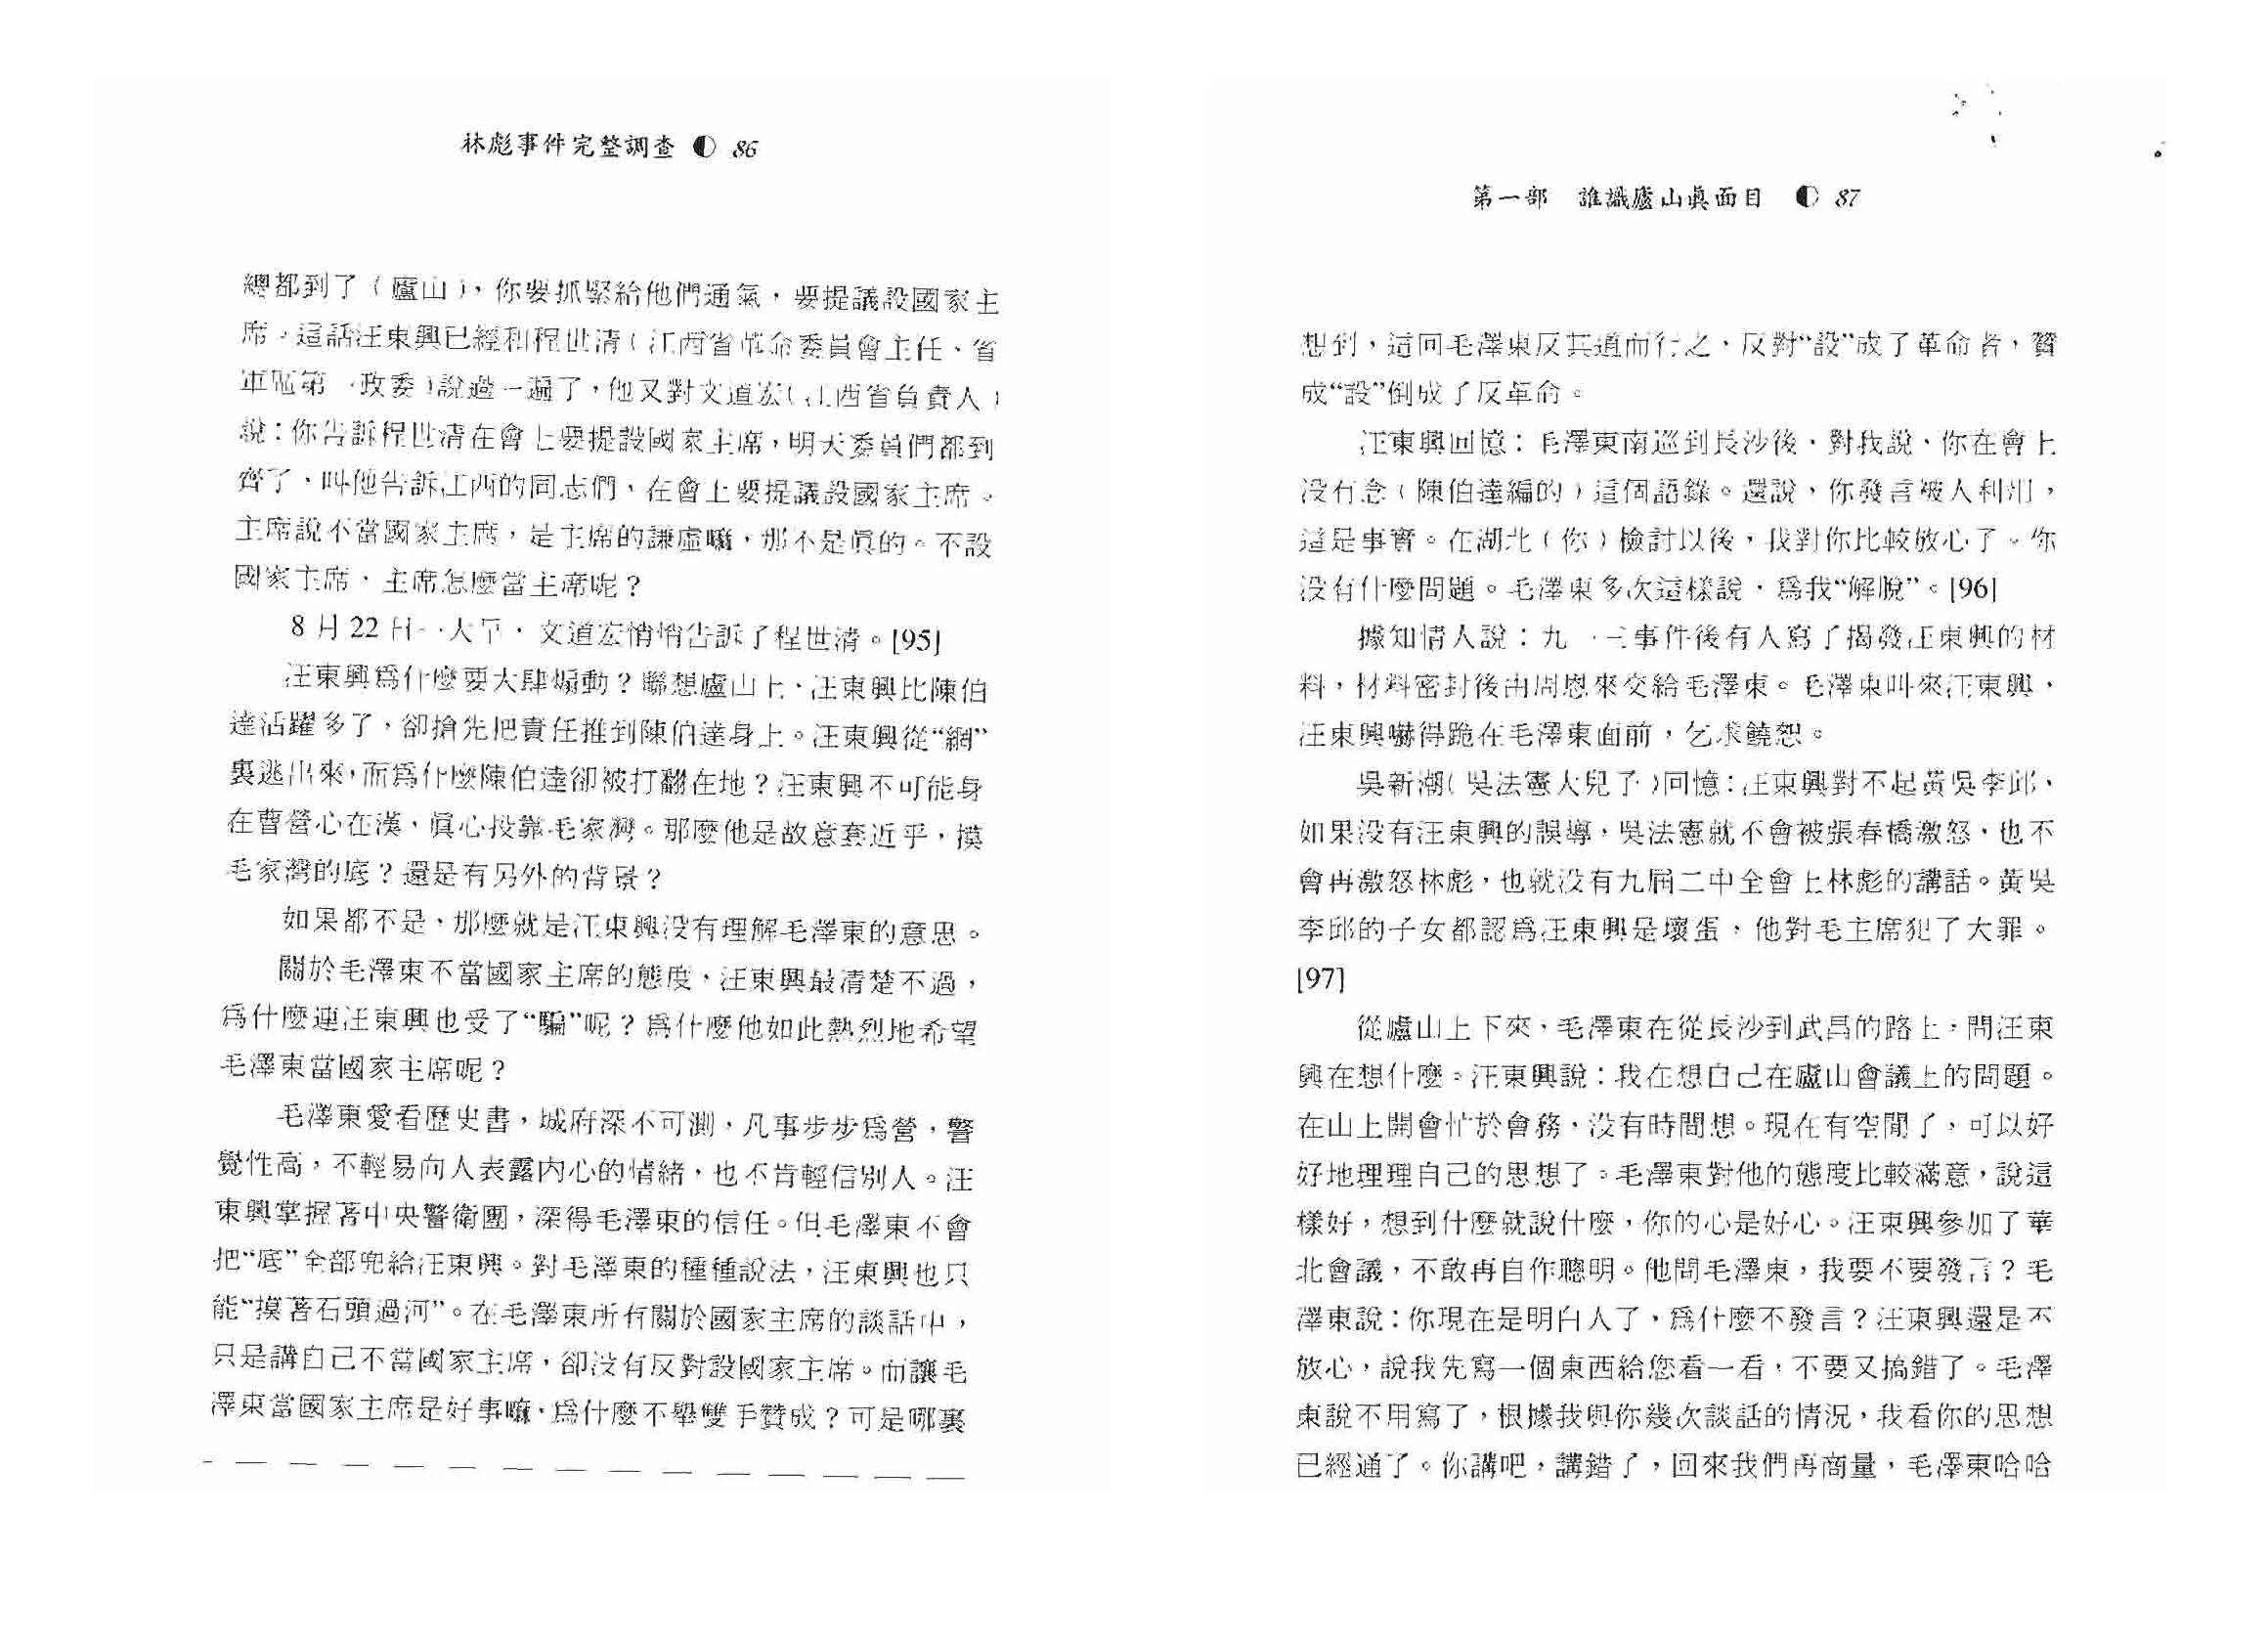 林彪事件完整調查 ◐ 86
總都到了（廬山），你要抓緊給他們通氣，要提議設國家主
席。這話汪東興已經和程世清（江西省革命委員會主任、省
軍區第一政委）說過一遍了，他又對文道宏（江西省負責人）
說：你告訴程世清在會上要提設國家主席，明天委員們都到
齊了，叫他告訴江西的同志們，在會上要提議設國家主席。
主席說不當國家主席，是主席的謙虛嘛，那不是眞的。不設
國家主席，主席怎麼當主席呢？
8 月 22 日一大早，文道宏悄悄告訴了程世清。[95]
汪東興爲什麼要大肆煽動？聯想廬山上，汪東興比陳伯
達活躍多了，卻搶先把責任推到陳伯達身上。汪東興從“網”
裏逃出來，而爲什麼陳伯達卻被打翻在地？汪東興不可能身
在曹營心在漢，眞心投靠毛家灣。那麼他是故意套近乎，摸
毛家灣的底？還是有另外的背景？
如果都不是，那麼就是汪東興没有理解毛澤東的意思。
關於毛澤東不當國家主席的態度，汪東興最清楚不過，
爲什麼連汪東興也受了“騙”呢？爲什麼他如此熱烈地希望
毛澤東當國家主席呢？
毛澤東愛看歷史書，城府深不可測，凡事步步爲營，警
覺性高，不輕易向人表露内心的情緒，也不肯輕信別人。汪
東興掌握著中央警衛團，深得毛澤東的信任。但毛澤東不會
把“底”全部兜給汪東興。對毛澤東的種種說法，汪東興也只
能“摸著石頭過河”。在毛澤東所有關於國家主席的談話中，
只是講自己不當國家主席，卻没有反對設國家主席。而讓毛
澤東當國家主席是好事嘛，爲什麼不舉雙手贊成？可是哪裏
第一部　誰識廬山眞面目　◐ 87
想到，這回毛澤東反其道而行之，反對“設”成了革命者，贊
成“設”倒成了反革命。
汪東興回憶：毛澤東南巡到長沙後，對我說，你在會上
没有念（陳伯達編的）這個語錄。還說，你發言被人利用，
這是事實。在湖北（你）檢討以後，我對你比較放心了。你
没有什麼問題。毛澤東多次這樣說，爲我“解脫”。[96]
據知情人說：九一三事件後有人寫了揭發汪東興的材
料，材料密封後由周恩來交給毛澤東。毛澤東叫來汪東興，
汪東興嚇得跪在毛澤東面前，乞求饒恕。
吳新潮（吳法憲大兒子）回憶：汪東興對不起黃吳李邱，
如果没有汪東興的誤導，吳法憲就不會被張春橋激怒，也不
會再激怒林彪，也就没有九屆二中全會上林彪的講話。黃吳
李邱的子女都認爲汪東興是壞蛋，他對毛主席犯了大罪。
[97]
從廬山上下來，毛澤東在從長沙到武昌的路上，問汪東
興在想什麼。汪東興說：我在想自己在廬山會議上的問題。
在山上開會忙於會務，没有時間想。現在有空閒了，可以好
好地理理自己的思想了。毛澤東對他的態度比較滿意，說這
樣好，想到什麼就說什麼，你的心是好心。汪東興參加了華
北會議，不敢再自作聰明。他問毛澤東，我要不要發言？毛
澤東說：你現在是明白人了，爲什麼不發言？汪東興還是不
放心，說我先寫一個東西給您看一看，不要又搞錯了。毛澤
東說不用寫了，根據我與你幾次談話的情況，我看你的思想
已經通了。你講吧，講錯了，回來我們再商量，毛澤東哈哈